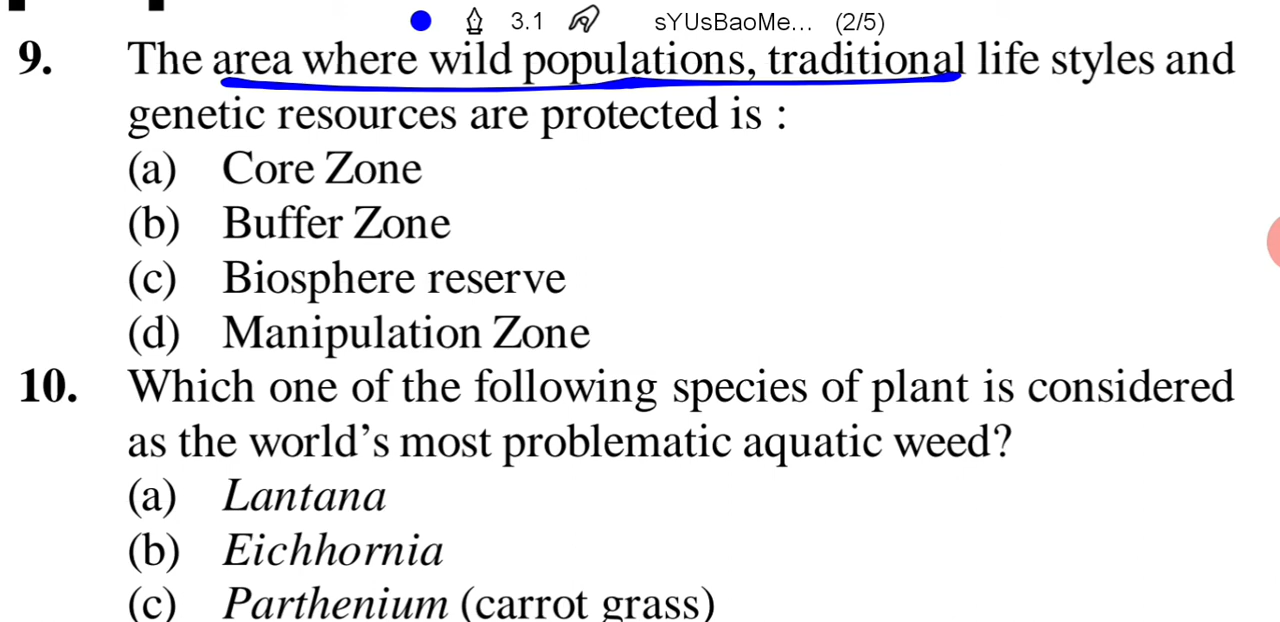 3.1 sYUsBaoMe... (2/5)
9. The area where wild populations, traditional life styles and
genetic resources are protected is :
(a) Core Zone
(b) Buffer Zone
(c) Biosphere reserve
(d) Manipulation Zone
10. Which one of the following species of plant is considered
as the world's most problematic aquatic weed?
(a) Lantana
(b) Eichhornia
(c) Parthenium (carrot grass)